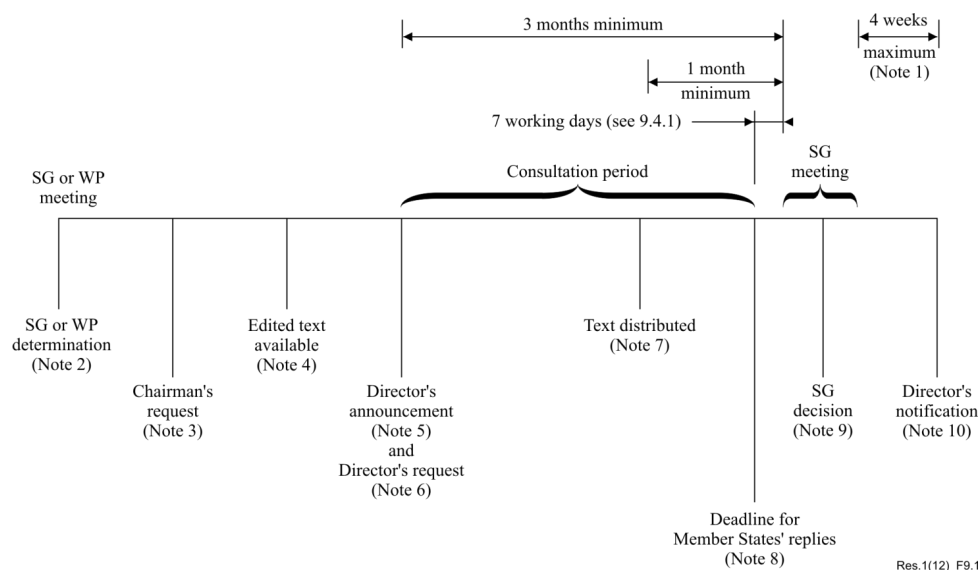 3 months minimum
4 weeks
maximum
(Note 1)
1 month
minimum
7 working days (see 9.4.1)
SG or WP
meeting
Consultation period
SG
meeting
SG or WP
determination
(Note 2)
Chairman's
request
(Note 3)
Edited text
available
(Note 4)
Director's
announcement
(Note 5)
and
Director's request
(Note 6)
Text distributed
(Note 7)
Deadline for
Member States' replies
(Note 8)
SG
decision
(Note 9)
Director's
notification
(Note 10)
Res.1(12)_F9.1